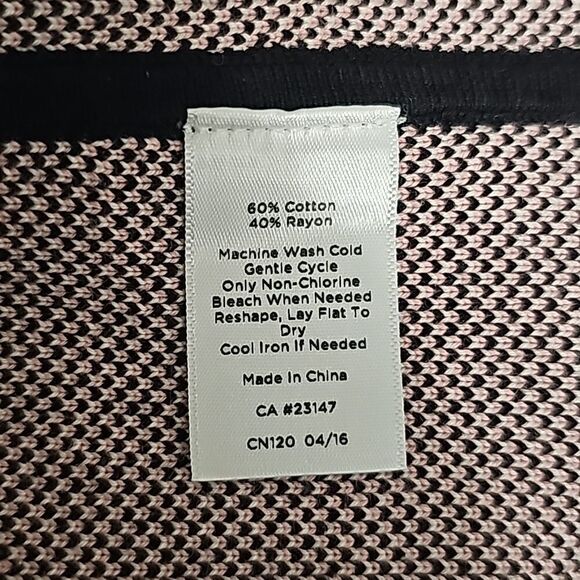 60% Cotton
40% Rayon
Machine Wash Cold
Gentle Cycle
Only Non-Chlorine
Bleach When Needed
Reshape, Lay Flat To
Dry
Cool Iron If Needed
Made In China
CA #23147
CN120 04/16